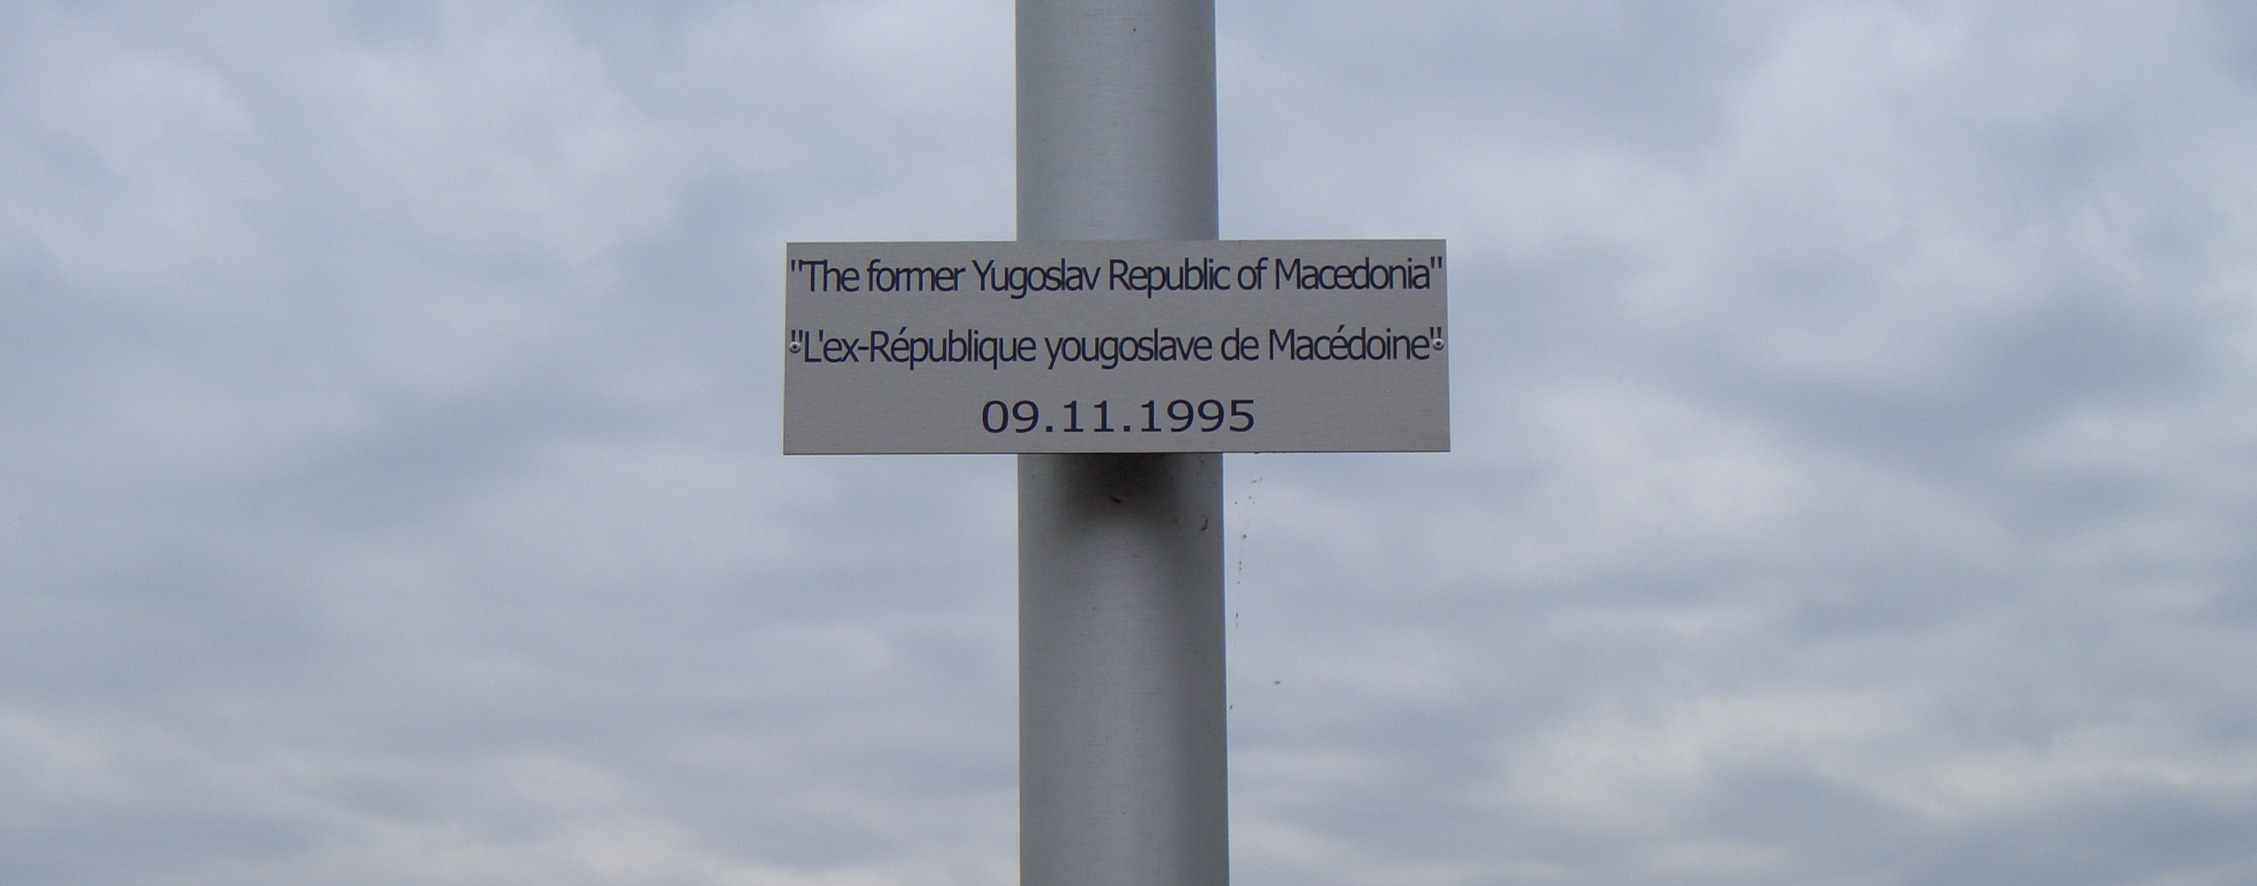 "The former Yugoslav Republic of Macedonia"
"L'ex-République yougoslave de Macédoine"
09.11.1995